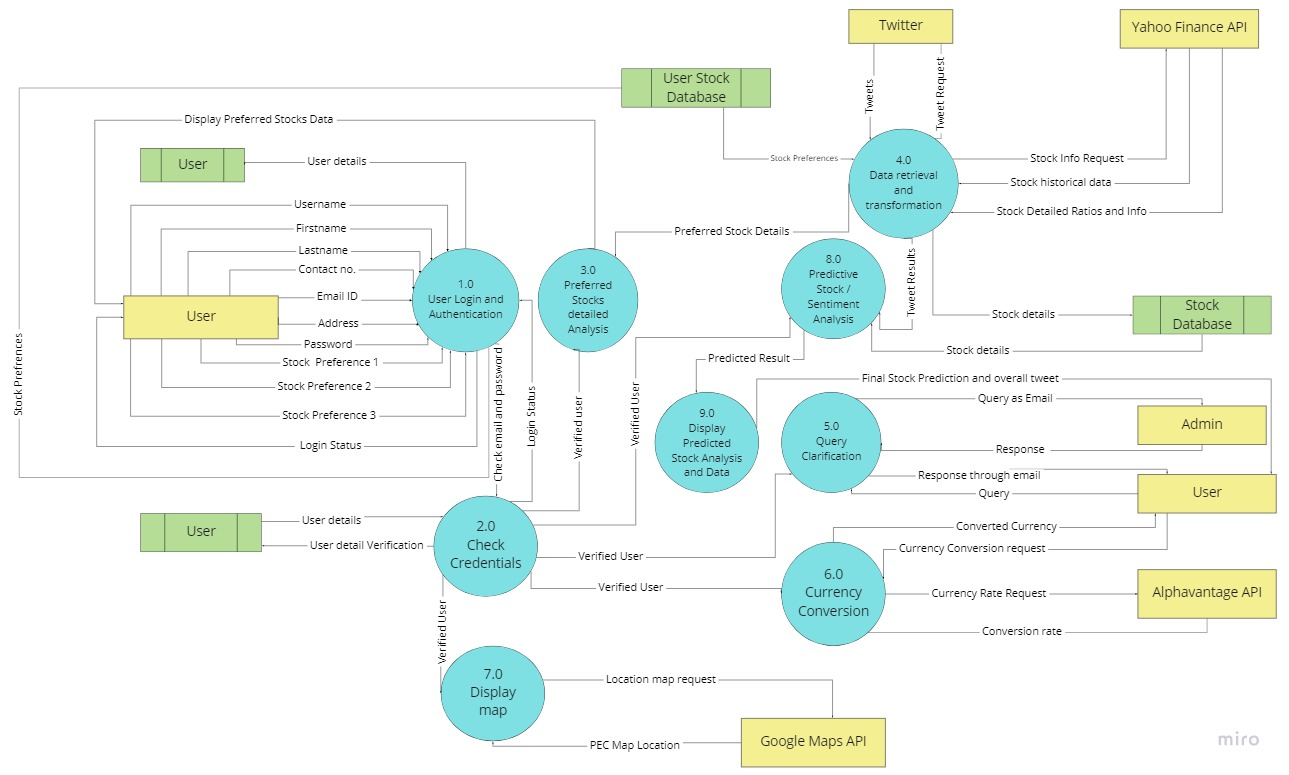 Twitter
Yahoo Finance API
User Stock
Database
Tweets
Tweet Request
Display Preferred Stocks Data
User
User details
Stock Preferences
4.0
Data retrieval
and
transformation
Stock Info Request
Stock historical data
Stock Detailed Ratios and Info
Username
Firstname
Lastname
Contact no.
Email ID
Address
Password
Stock Preference 1
Stock Preference 2
Stock Preference 3
Login Status
User
1.0
User Login and
Authentication
3.0
Preferred
Stocks
detailed
Analysis
Preferred Stock Details
8.0
Predictive
Stock /
Sentiment
Analysis
Tweet Results
Stock details
Stock
Database
Stock details
Stock Prefrences
Check email and password
Login Status
Verified user
Verified User
Predicted Result
Final Stock Prediction and overall tweet
9.0
Display
Predicted
Stock Analysis
and Data
5.0
Query
Clarification
Query as Email
Admin
Response
Response through email
Query
User
User
User details
User detail Verification
2.0
Check
Credentials
Verified User
Verified User
Verified User
Converted Currency
Currency Conversion request
6.0
Currency
Conversion
Currency Rate Request
Alphavantage API
Conversion rate
7.0
Display
map
Location map request
PEC Map Location
Google Maps API
miro